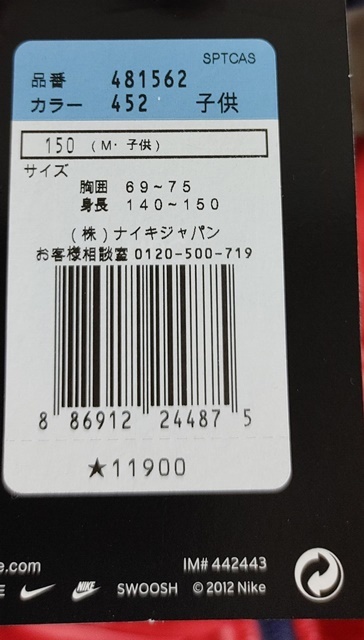 SPTCAS
品番 481562
カラー 452 子供
150 (M・子供)
サイズ
胸囲 69~75
身長 140~150
(株)ナイキジャパン
お客様相談室 0120-500-719
8 86912 24487 5
★11900
e.com IM# 442443
E NIKE SWOOSH © 2012 Nike